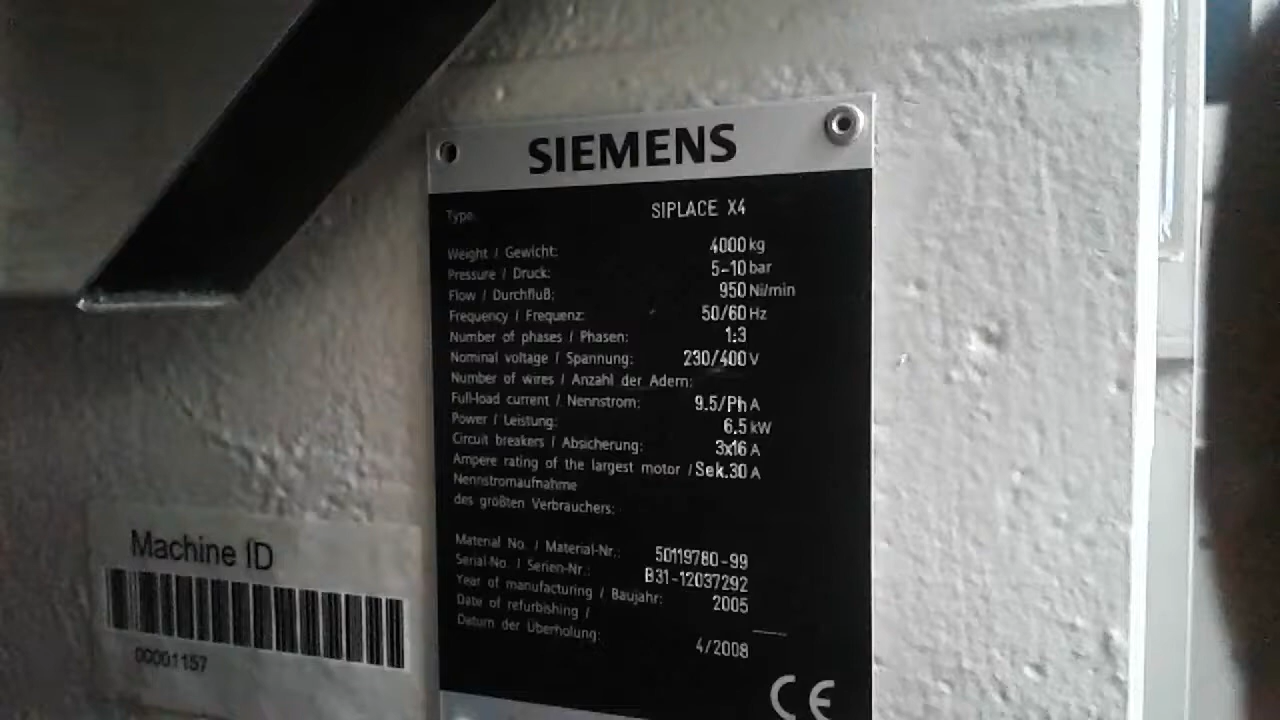 SIEMENS
Type: SIPLACE X4
Weight / Gewicht: 4000 kg
Pressure / Druck: 5-10 bar
Flow / Durchfluß: 950 Nl/min
Frequency / Frequenz: 50/60 Hz
Number of phases / Phasen: 1:3
Nominal voltage / Spannung: 230/400 V
Number of wires / Anzahl der Adern:
Full-load current / Nennstrom: 9.5/Ph A
Power / Leistung: 6.5 kW
Circuit breakers / Absicherung: 3x16 A
Ampere rating of the largest motor / Sek.30 A
Nennstromaufnahme
des größten Verbrauchers:
Material No. / Material-Nr.: 50119780-99
Serial-No. / Serien-Nr.: B31-12037292
Year of manufacturing / Baujahr: 2005
Date of refurbishing /
Datum der Überholung: 4/2008
CE
Machine ID
00001157